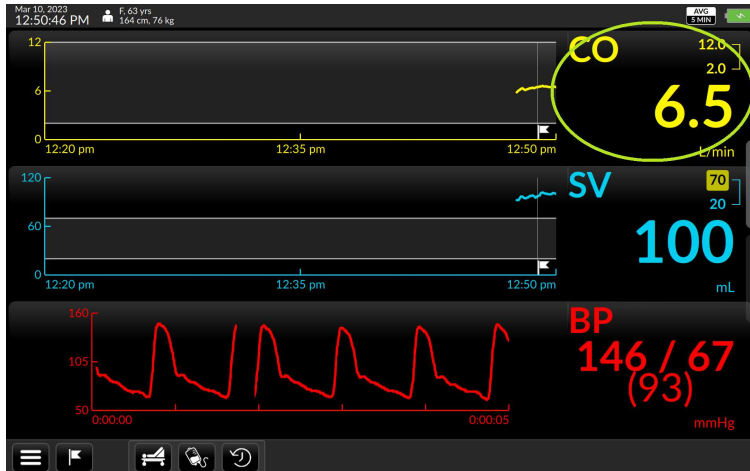 Mar 10, 2023
12:50:46 PM
F, 63 yrs
164 cm, 76 kg
AVG
5 MIN
12
6
0
12:20 pm
12:35 pm
12:50 pm
CO
12.0
2.0
6.5
L/min
120
60
0
12:20 pm
12:35 pm
12:50 pm
SV
70
20
100
mL
160
105
50
0:00:00
0:00:05
BP
146 / 67
(93)
mmHg